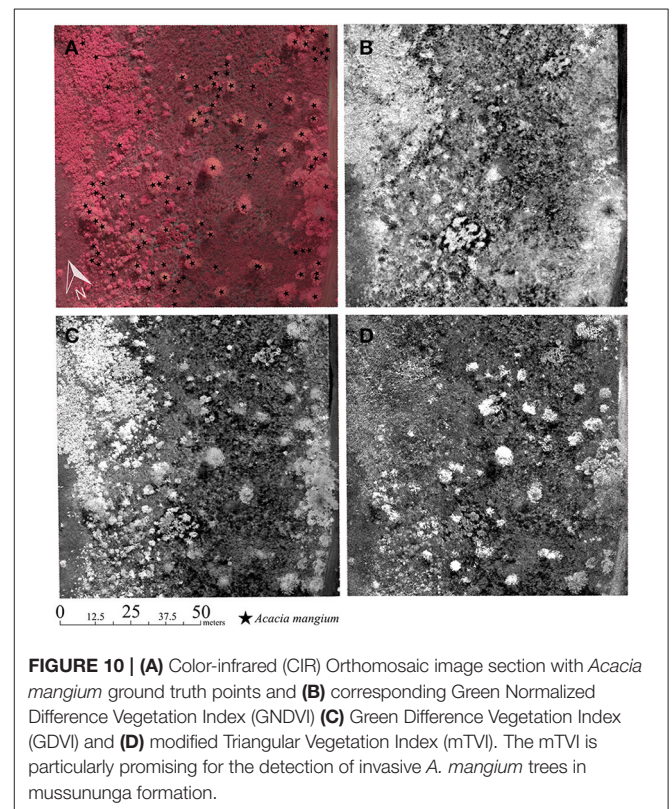 A
B
N
C
D
0 12.5 25 37.5 50
meters
★ Acacia mangium
FIGURE 10 | (A) Color-infrared (CIR) Orthomosaic image section with Acacia
mangium ground truth points and (B) corresponding Green Normalized
Difference Vegetation Index (GNDVI) (C) Green Difference Vegetation Index
(GDVI) and (D) modified Triangular Vegetation Index (mTVI). The mTVI is
particularly promising for the detection of invasive A. mangium trees in
mussununga formation.